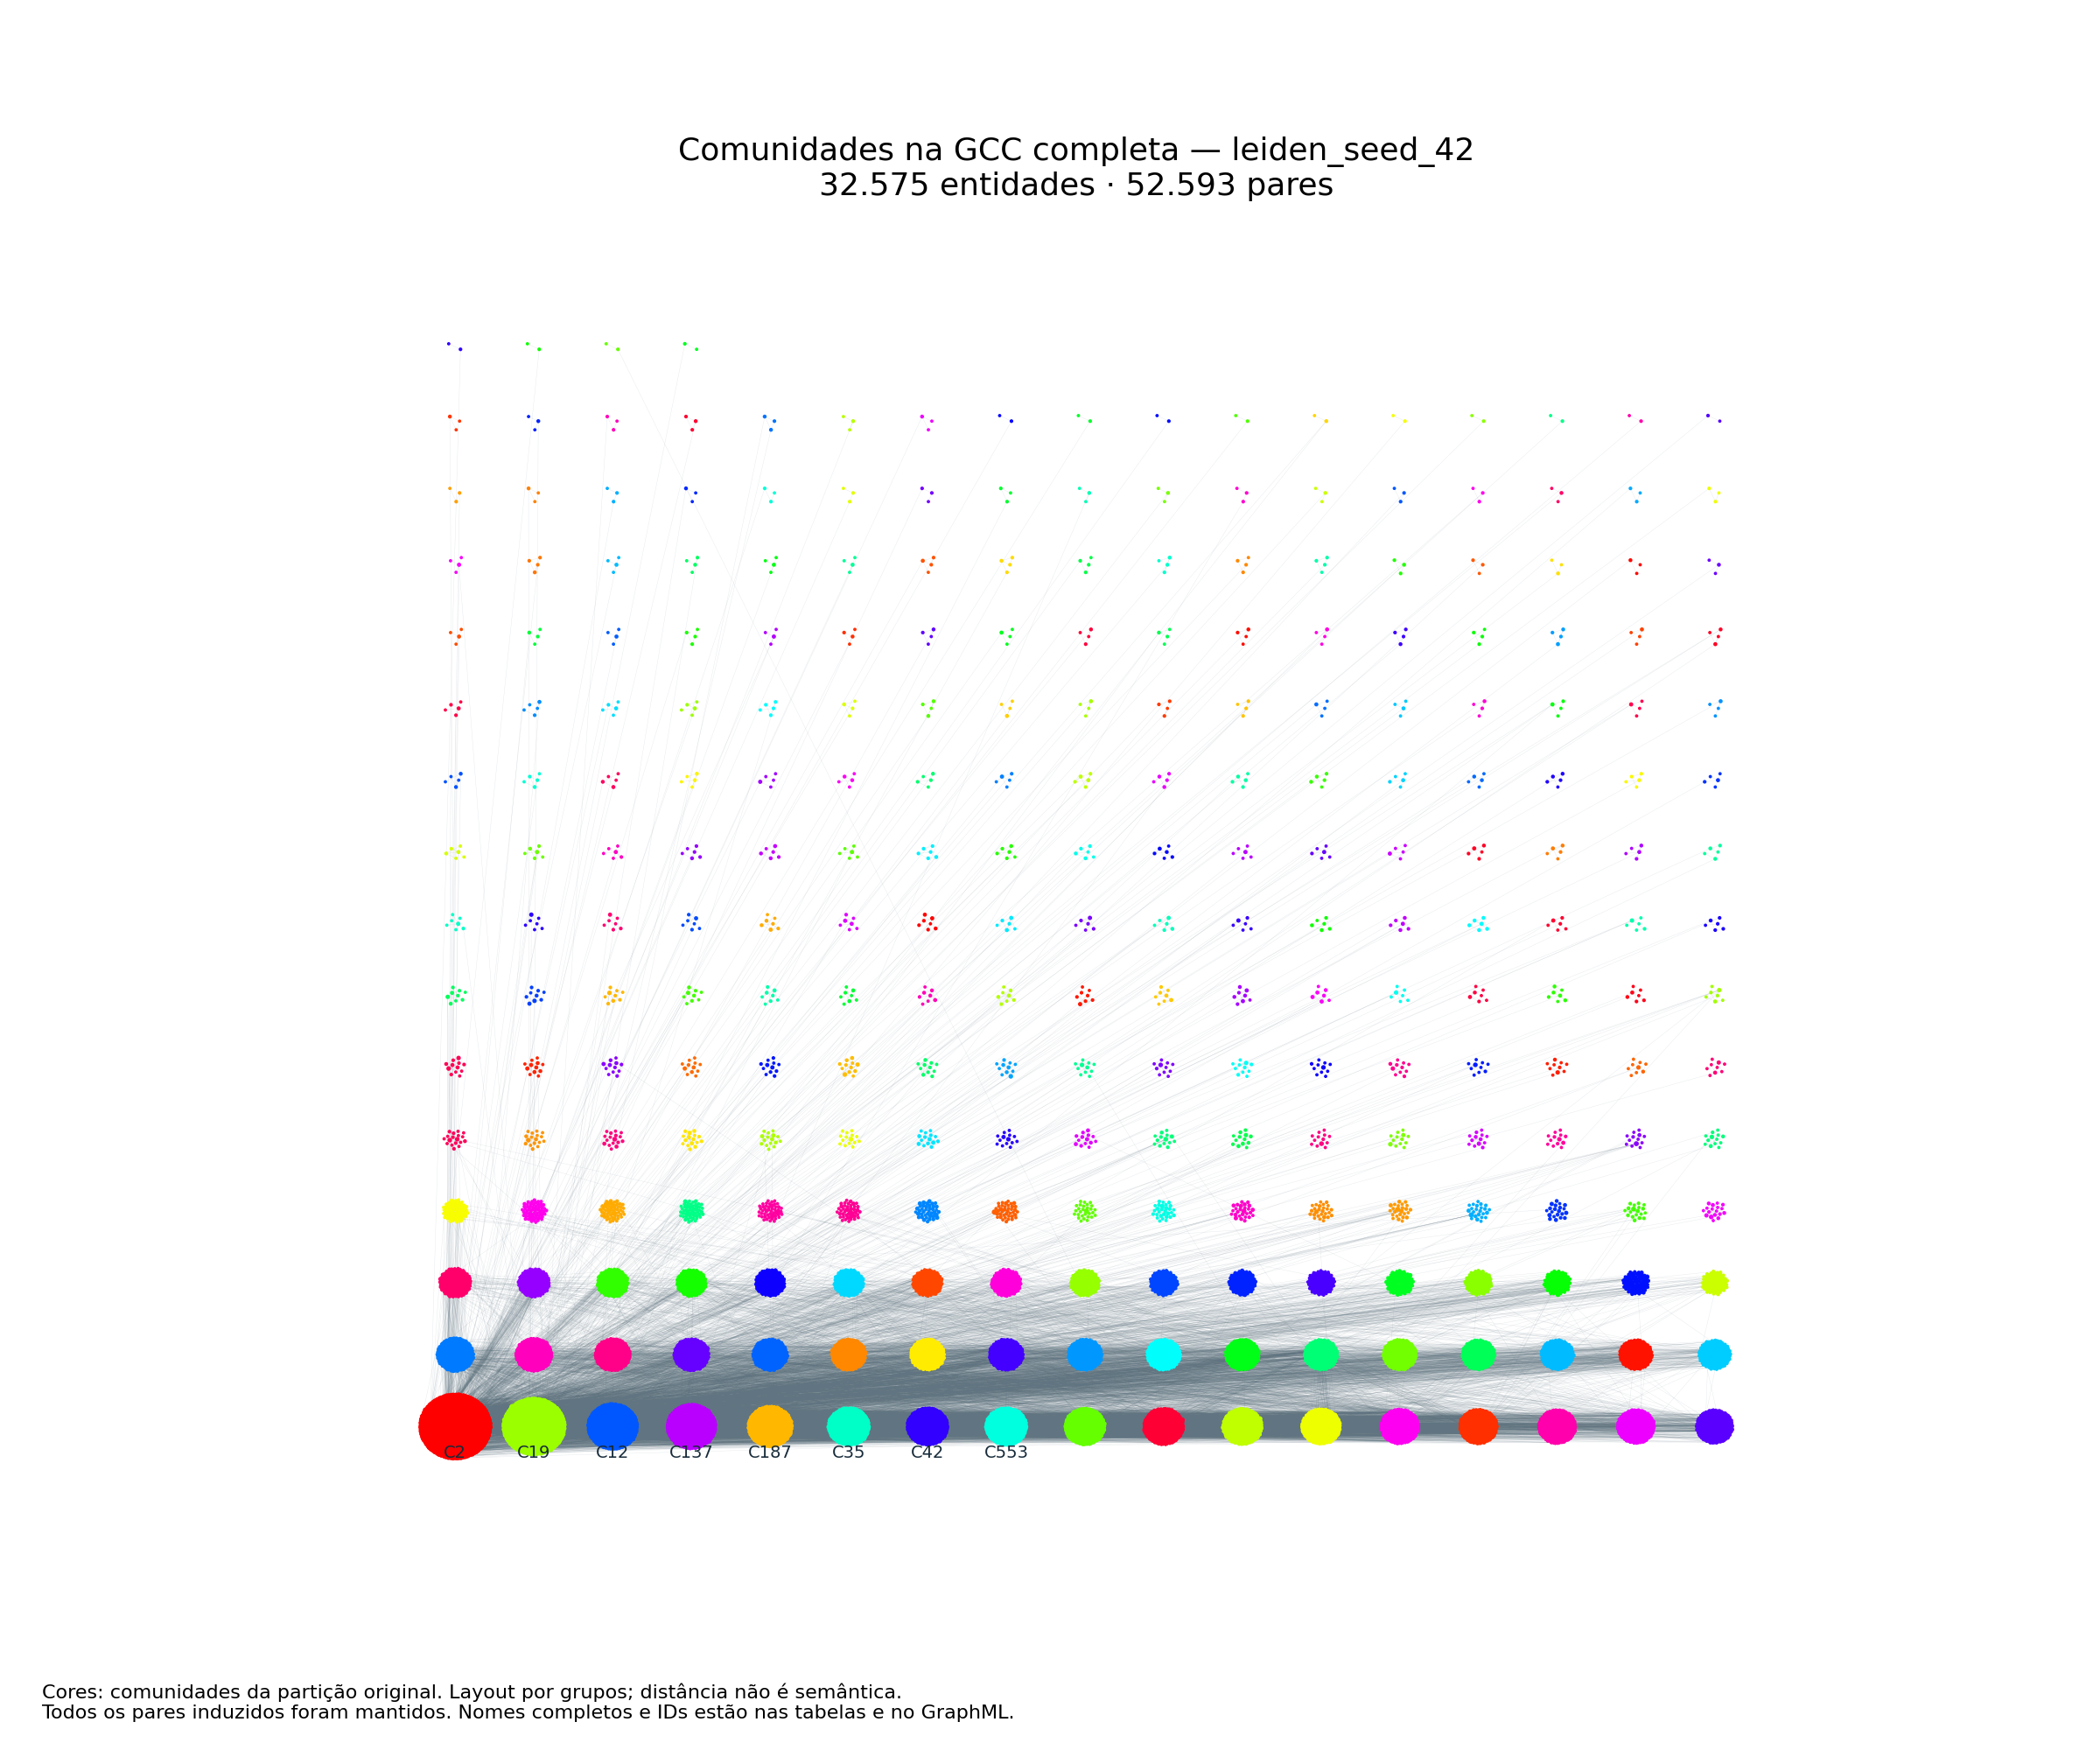 Comunidades na GCC completa — leiden_seed_42
32.575 entidades · 52.593 pares
C2 C19 C12 C137 C187 C35 C42 C553
Cores: comunidades da partição original. Layout por grupos; distância não é semântica.
Todos os pares induzidos foram mantidos. Nomes completos e IDs estão nas tabelas e no GraphML.